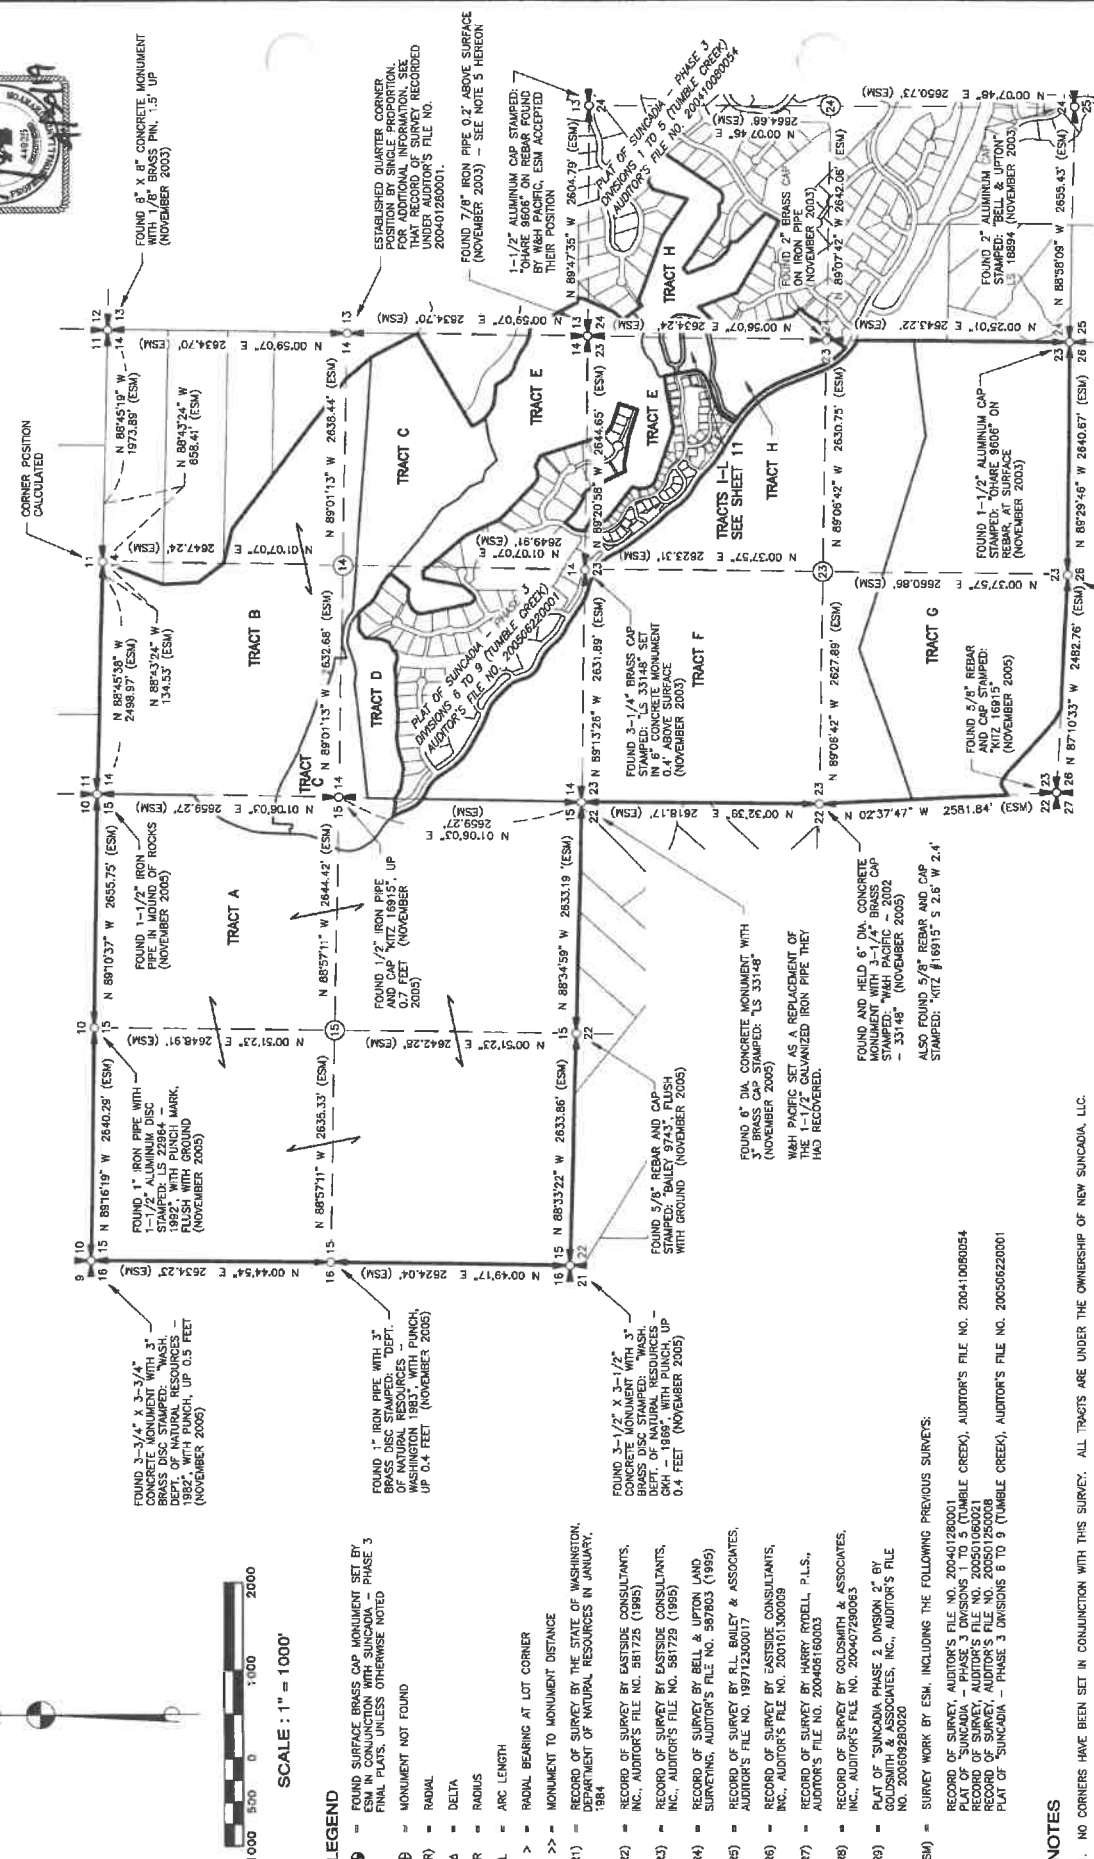 CORNER POSITION
CALCULATED
FOUND 8" X 8" CONCRETE MONUMENT
WITH 1/8" BRASS PIN, 1.5' UP
(NOVEMBER 2003)
ESTABLISHED QUARTER CORNER
POSITION BY SINGLE PROPORTION.
FOR ADDITIONAL INFORMATION, SEE
THAT RECORD OF SURVEY RECORDED
UNDER AUDITOR'S FILE NO.
200401280001.
FOUND 7/8" IRON PIPE 0.2' ABOVE SURFACE
(NOVEMBER 2003) - SEE NOTE 5 HEREON
1-1/2" ALUMINUM CAP STAMPED:
"OHARE 9606" ON REBAR FOUND
BY W&H PACIFIC, ESM ACCEPTED
THEIR POSITION
PLAT OF SUNCADIA - PHASE 3
DIVISIONS 1 TO 5 (TUMBLE CREEK)
AUDITOR'S FILE NO. 200410080054
FOUND 2" BRASS CAP
ON IRON PIPE
(NOVEMBER 2003)
FOUND 2" ALUMINUM CAP
STAMPED: "BELL & UPTON"
LS 18894 (NOVEMBER 2003)
FOUND 1-1/2" ALUMINUM CAP
STAMPED: "OHARE 9606" ON
REBAR, AT SURFACE
(NOVEMBER 2003)
N 88°45'19" W
1973.89' (ESM)
N 88°43'24" W
658.41' (ESM)
N 88°45'38" W
2498.97' (ESM)
N 88°43'24" W
134.53' (ESM)
N 89°10'37" W 2655.75' (ESM)
N 89°16'19" W 2640.29' (ESM)
N 00°59'07" E 2634.70' (ESM)
N 00°59'07" E 2634.70' (ESM)
N 01°07'07" E 2647.24' (ESM)
N 01°07'07" E 2649.91' (ESM)
N 01°06'03" E 2659.27' (ESM)
N 01°06'03" E 2659.27' (ESM)
N 00°51'23" E 2648.91' (ESM)
N 00°51'23" E 2642.28' (ESM)
N 00°44'54" E 2634.23' (ESM)
N 00°49'17" E 2624.04' (ESM)
N 89°01'13" W 2638.44' (ESM)
N 89°01'13" W 2632.68' (ESM)
N 88°57'11" W 2644.42' (ESM)
N 88°57'11" W 2635.33' (ESM)
N 89°47'35" W 2604.79' (ESM)
N 89°20'58" W 2644.65' (ESM)
N 89°13'26" W 2631.89' (ESM)
N 88°34'59" W 2633.19' (ESM)
N 88°33'22" W 2633.86' (ESM)
N 00°07'46" E 2664.66' (ESM)
N 00°07'46" E 2650.73' (ESM)
N 00°56'07" E 2634.24' (ESM)
N 00°25'01" E 2643.22' (ESM)
N 00°37'57" E 2623.31' (ESM)
N 00°37'57" E 2660.86' (ESM)
N 00°32'39" E 2618.17' (ESM)
N 02°37'47" W 2581.84' (ESM)
N 89°07'42" W 2642.06' (ESM)
N 89°06'42" W 2630.75' (ESM)
N 89°06'42" W 2627.89' (ESM)
N 88°58'09" W 2655.43' (ESM)
N 89°29'46" W 2640.67' (ESM)
N 87°10'33" W 2482.76' (ESM)
TRACT A
TRACT B
TRACT C
TRACT C
TRACT D
TRACT E
TRACT E
TRACT F
TRACT G
TRACT H
TRACT H
TRACTS I-L
SEE SHEET 11
PLAT OF SUNCADIA - PHASE 3
DIVISIONS 6 TO 9 (TUMBLE CREEK)
AUDITOR'S FILE NO. 200506220001
FOUND 1-1/2" IRON
PIPE IN MOUND OF ROCKS
(NOVEMBER 2005)
FOUND 1" IRON PIPE WITH
1-1/2" ALUMINUM DISC
STAMPED: LS 22964 -
1992", WITH PUNCH MARK,
FLUSH WITH GROUND
(NOVEMBER 2005)
FOUND 1/2" IRON PIPE
AND CAP "KITZ 16915", UP
0.7 FEET (NOVEMBER
2005)
FOUND 3-1/4" BRASS CAP
STAMPED: "LS 33148" SET
IN 6" CONCRETE MONUMENT
0.4' ABOVE SURFACE
(NOVEMBER 2003)
FOUND 5/8" REBAR
AND CAP STAMPED:
"KITZ 16915"
(NOVEMBER 2005)
FOUND 6" DIA. CONCRETE MONUMENT WITH
3" BRASS CAP STAMPED: "LS 33148"
(NOVEMBER 2005)
W&H PACIFIC SET AS A REPLACEMENT OF
THE 1-1/2" GALVANIZED IRON PIPE THEY
HAD RECOVERED.
FOUND AND HELD 6" DIA. CONCRETE
MONUMENT WITH 3-1/4" BRASS CAP
STAMPED: "W&H PACIFIC - 2002
- 33148" (NOVEMBER 2005)
ALSO FOUND 5/8" REBAR AND CAP
STAMPED: "KITZ #16915" S 2.6' W 2.4'
FOUND 5/8" REBAR AND CAP
STAMPED: "BAILEY 9743", FLUSH
WITH GROUND (NOVEMBER 2005)
FOUND 3-3/4" X 3-3/4"
CONCRETE MONUMENT WITH 3"
BRASS DISC STAMPED: "WASH.
DEPT. OF NATURAL RESOURCES -
1982", WITH PUNCH, UP 0.5 FEET
(NOVEMBER 2005)
FOUND 1" IRON PIPE WITH 3"
BRASS DISC STAMPED: "DEPT.
OF NATURAL RESOURCES -
WASHINGTON 1983", WITH PUNCH,
UP 0.4 FEET (NOVEMBER 2005)
FOUND 3-1/2" X 3-1/2"
CONCRETE MONUMENT WITH 3"
BRASS DISC STAMPED: "WASH.
DEPT. OF NATURAL RESOURCES -
GKH - 1969", WITH PUNCH, UP
0.4 FEET (NOVEMBER 2005)
1000 500 0 1000 2000
SCALE : 1" = 1000'
LEGEND
= FOUND SURFACE BRASS CAP MONUMENT SET BY
ESM IN CONJUNCTION WITH SUNCADIA - PHASE 3
FINAL PLATS, UNLESS OTHERWISE NOTED
= MONUMENT NOT FOUND
(R) = RADIAL
Δ = DELTA
R = RADIUS
L = ARC LENGTH
> = RADIAL BEARING AT LOT CORNER
>> = MONUMENT TO MONUMENT DISTANCE
21) = RECORD OF SURVEY BY THE STATE OF WASHINGTON,
DEPARTMENT OF NATURAL RESOURCES IN JANUARY,
1984
22) = RECORD OF SURVEY BY EASTSIDE CONSULTANTS,
INC., AUDITOR'S FILE NO. 581725 (1995)
23) = RECORD OF SURVEY BY EASTSIDE CONSULTANTS,
INC., AUDITOR'S FILE NO. 581729 (1995)
24) = RECORD OF SURVEY BY BELL & UPTON LAND
SURVEYING, AUDITOR'S FILE NO. 587803 (1995)
25) = RECORD OF SURVEY BY R.L. BAILEY & ASSOCIATES,
AUDITOR'S FILE NO. 199712300017
26) = RECORD OF SURVEY BY EASTSIDE CONSULTANTS,
INC., AUDITOR'S FILE NO. 200101300009
27) = RECORD OF SURVEY BY HARRY RYDELL, P.L.S.,
AUDITOR'S FILE NO. 200406160003
28) = RECORD OF SURVEY BY GOLDSMITH & ASSOCIATES,
INC., AUDITOR'S FILE NO. 200407290063
29) = PLAT OF "SUNCADIA PHASE 2 DIVISION 2" BY
GOLDSMITH & ASSOCIATES, INC., AUDITOR'S FILE
NO. 200609280020
SM) = SURVEY WORK BY ESM, INCLUDING THE FOLLOWING PREVIOUS SURVEYS:
RECORD OF SURVEY, AUDITOR'S FILE NO. 200401280001
PLAT OF "SUNCADIA - PHASE 3 DIVISIONS 1 TO 5 (TUMBLE CREEK), AUDITOR'S FILE NO. 200410080054
RECORD OF SURVEY, AUDITOR'S FILE NO. 200501060021
RECORD OF SURVEY, AUDITOR'S FILE NO. 200501250008
PLAT OF "SUNCADIA - PHASE 3 DIVISIONS 6 TO 9 (TUMBLE CREEK), AUDITOR'S FILE NO. 200506220001
NOTES
. NO CORNERS HAVE BEEN SET IN CONJUNCTION WITH THIS SURVEY. ALL TRACTS ARE UNDER THE OWNERSHIP OF NEW SUNCADIA, LLC.